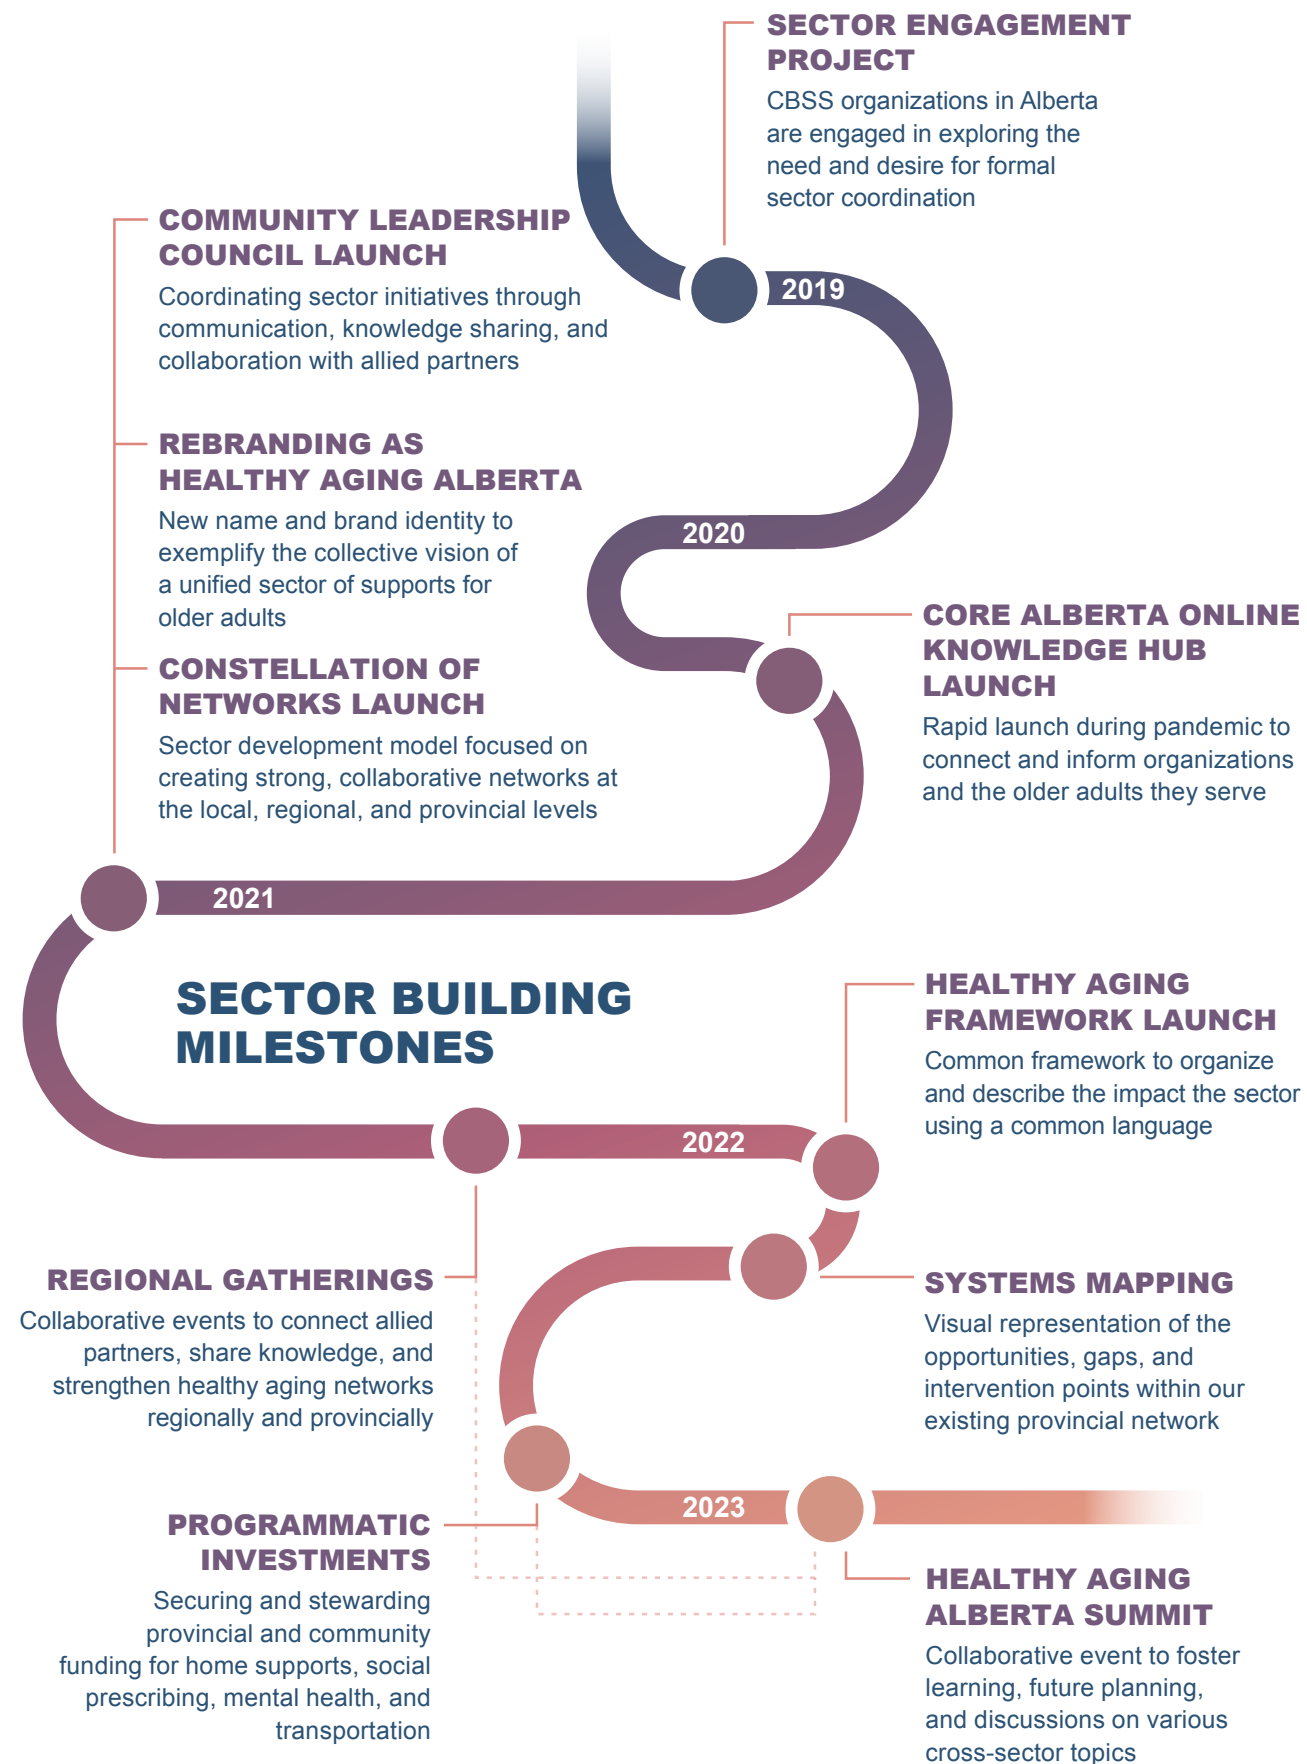 SECTOR ENGAGEMENT
PROJECT
CBSS organizations in Alberta
are engaged in exploring the
need and desire for formal
sector coordination
2019
COMMUNITY LEADERSHIP
COUNCIL LAUNCH
Coordinating sector initiatives through
communication, knowledge sharing, and
collaboration with allied partners
REBRANDING AS
HEALTHY AGING ALBERTA
New name and brand identity to
exemplify the collective vision of
a unified sector of supports for
older adults
CONSTELLATION OF
NETWORKS LAUNCH
Sector development model focused on
creating strong, collaborative networks at
the local, regional, and provincial levels
2020
CORE ALBERTA ONLINE
KNOWLEDGE HUB
LAUNCH
Rapid launch during pandemic to
connect and inform organizations
and the older adults they serve
2021
SECTOR BUILDING
MILESTONES
HEALTHY AGING
FRAMEWORK LAUNCH
Common framework to organize
and describe the impact the sector
using a common language
2022
REGIONAL GATHERINGS
Collaborative events to connect allied
partners, share knowledge, and
strengthen healthy aging networks
regionally and provincially
SYSTEMS MAPPING
Visual representation of the
opportunities, gaps, and
intervention points within our
existing provincial network
2023
PROGRAMMATIC
INVESTMENTS
Securing and stewarding
provincial and community
funding for home supports, social
prescribing, mental health, and
transportation
HEALTHY AGING
ALBERTA SUMMIT
Collaborative event to foster
learning, future planning,
and discussions on various
cross-sector topics